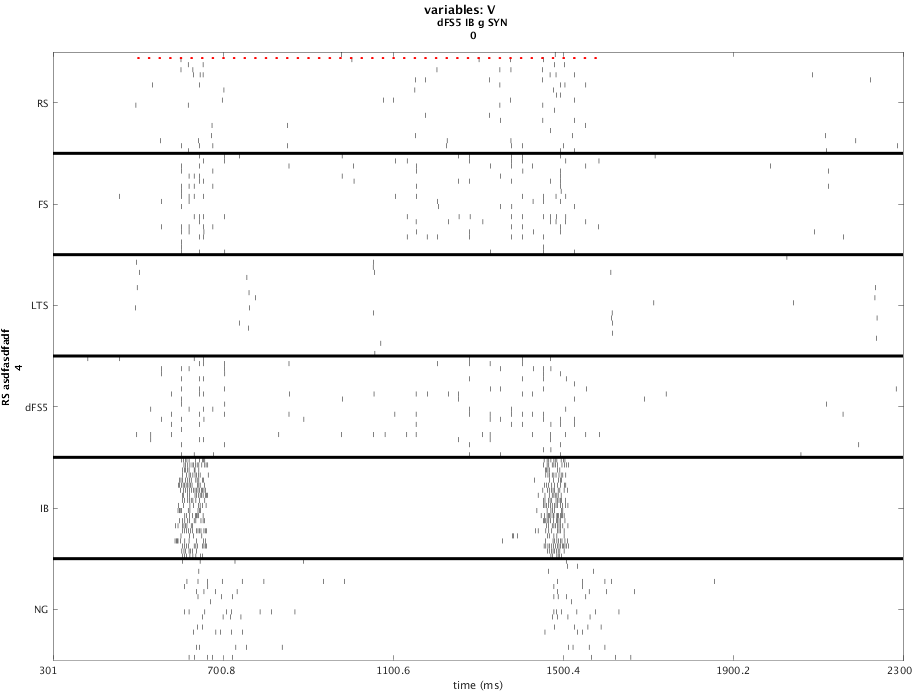 variables: V
dFS5 IB g SYN
0
RS
FS
LTS
dFS5
IB
NG
RS asdfasdfadf
4
301
700.8
1100.6
1500.4
1900.2
2300
time (ms)